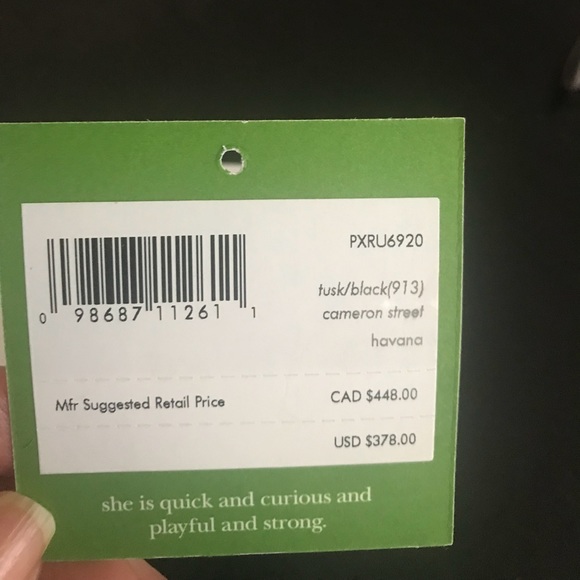 PXRU6920
tusk/black(913)
cameron street
havana
0 98687 11261 1
Mfr Suggested Retail Price
CAD $448.00
USD $378.00
she is quick and curious and
playful and strong.